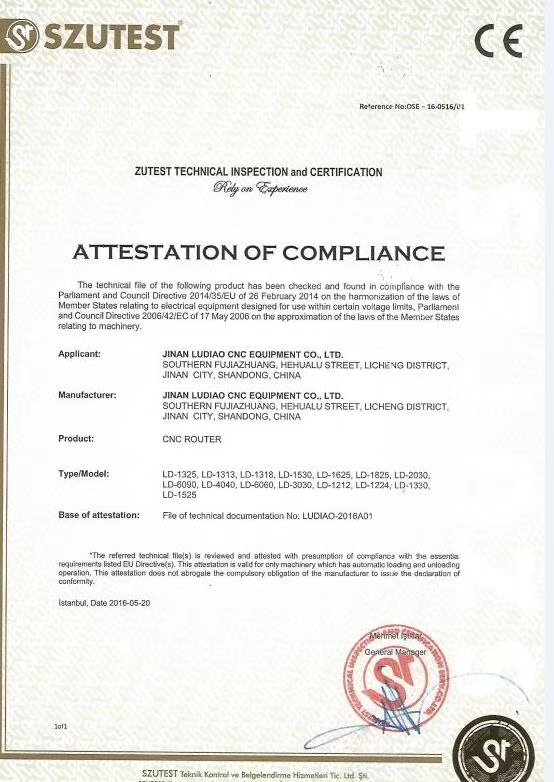 SZUTEST
CE
Reference No:OSE – 16-0516/01
ZUTEST TECHNICAL INSPECTION and CERTIFICATION
Rely on Experience
ATTESTATION OF COMPLIANCE
The technical file of the following product has been checked and found in compliance with the
Parliament and Council Directive 2014/35/EU of 26 February 2014 on the harmonization of the laws of
Member States relating to electrical equipment designed for use within certain voltage limits, Parliament
and Council Directive 2006/42/EC of 17 May 2006 on the approximation of the laws of the Member States
relating to machinery.
Applicant: JINAN LUDIAO CNC EQUIPMENT CO., LTD.
SOUTHERN FUJIAZHUANG, HEHUALU STREET, LICHENG DISTRICT,
JINAN CITY, SHANDONG, CHINA
Manufacturer: JINAN LUDIAO CNC EQUIPMENT CO., LTD.
SOUTHERN FUJIAZHUANG, HEHUALU STREET, LICHENG DISTRICT,
JINAN CITY, SHANDONG, CHINA
Product: CNC ROUTER
Type/Model: LD-1325, LD-1313, LD-1318, LD-1530, LD-1625, LD-1825, LD-2030,
LD-6090, LD-4040, LD-6060, LD-3030, LD-1212, LD-1224, LD-1330,
LD-1525
Base of attestation: File of technical documentation No: LUDIAO-2016A01
*The referred technical file(s) is reviewed and attested with presumption of compliance with the essential
requirements listed EU Directive(s). This attestation is valid for only machinery which has automatic loading and unloading
operation. This attestation does not abrogate the compulsory obligation of the manufacturer to issue the declaration of
conformity.
İstanbul, Date 2016-05-20
Mehmet Işıklar
General Manager
1of1
SZUTEST Teknik Kontrol ve Belgelendirme Hizmetleri Tic. Ltd. Şti.